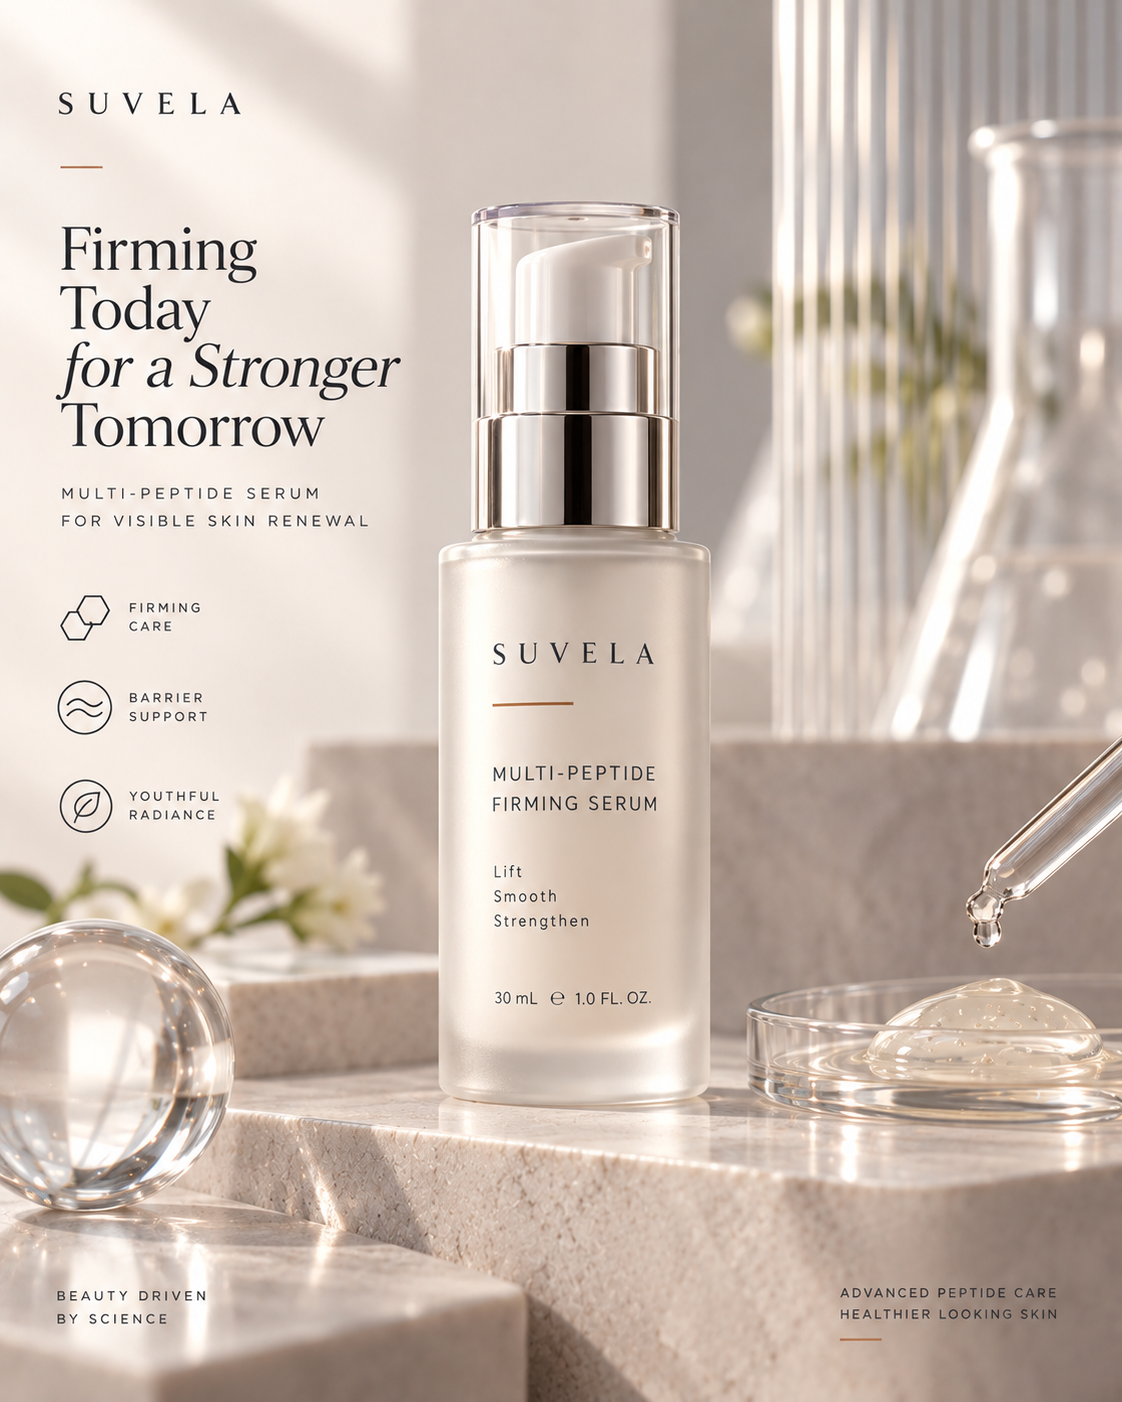 SUVELA
Firming
Today
for a Stronger
Tomorrow
MULTI-PEPTIDE SERUM
FOR VISIBLE SKIN RENEWAL
FIRMING
CARE
BARRIER
SUPPORT
YOUTHFUL
RADIANCE
SUVELA
MULTI-PEPTIDE
FIRMING SERUM
Lift
Smooth
Strengthen
30 mL ℮ 1.0 FL. OZ.
BEAUTY DRIVEN
BY SCIENCE
ADVANCED PEPTIDE CARE
HEALTHIER LOOKING SKIN